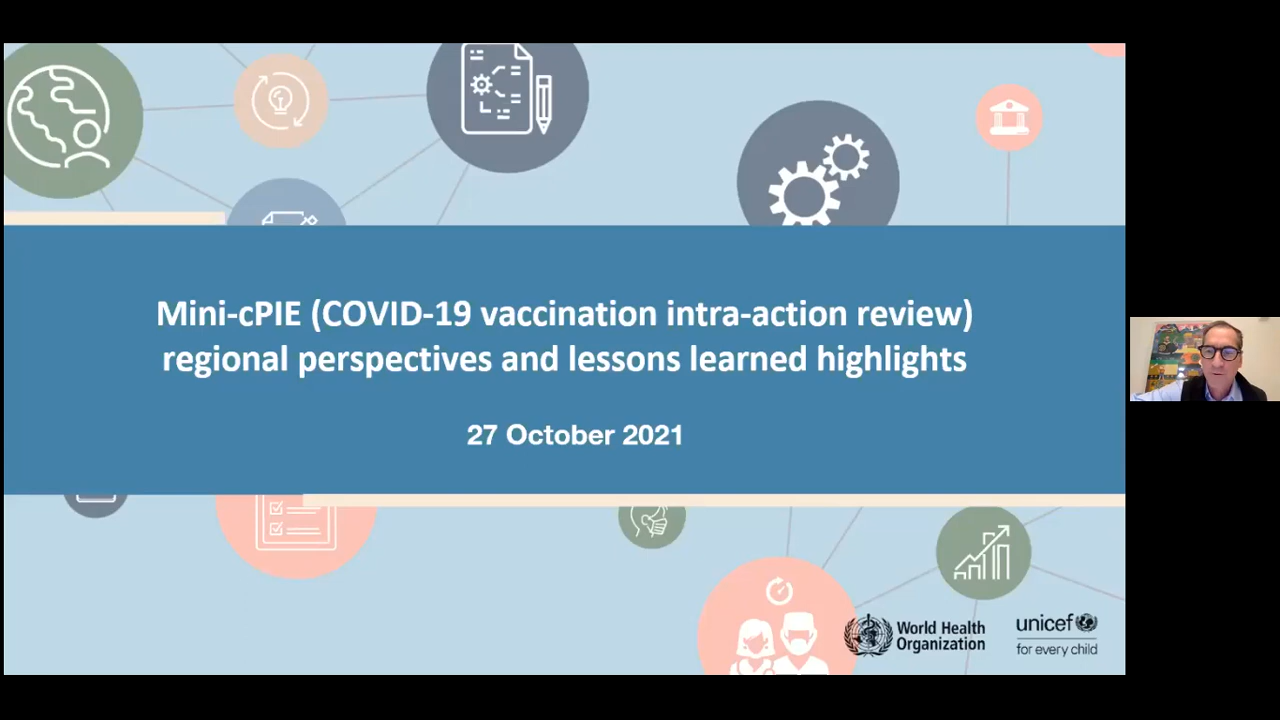 Mini-cPIE (COVID-19 vaccination intra-action review)
regional perspectives and lessons learned highlights
27 October 2021
World Health
Organization
unicef
for every child